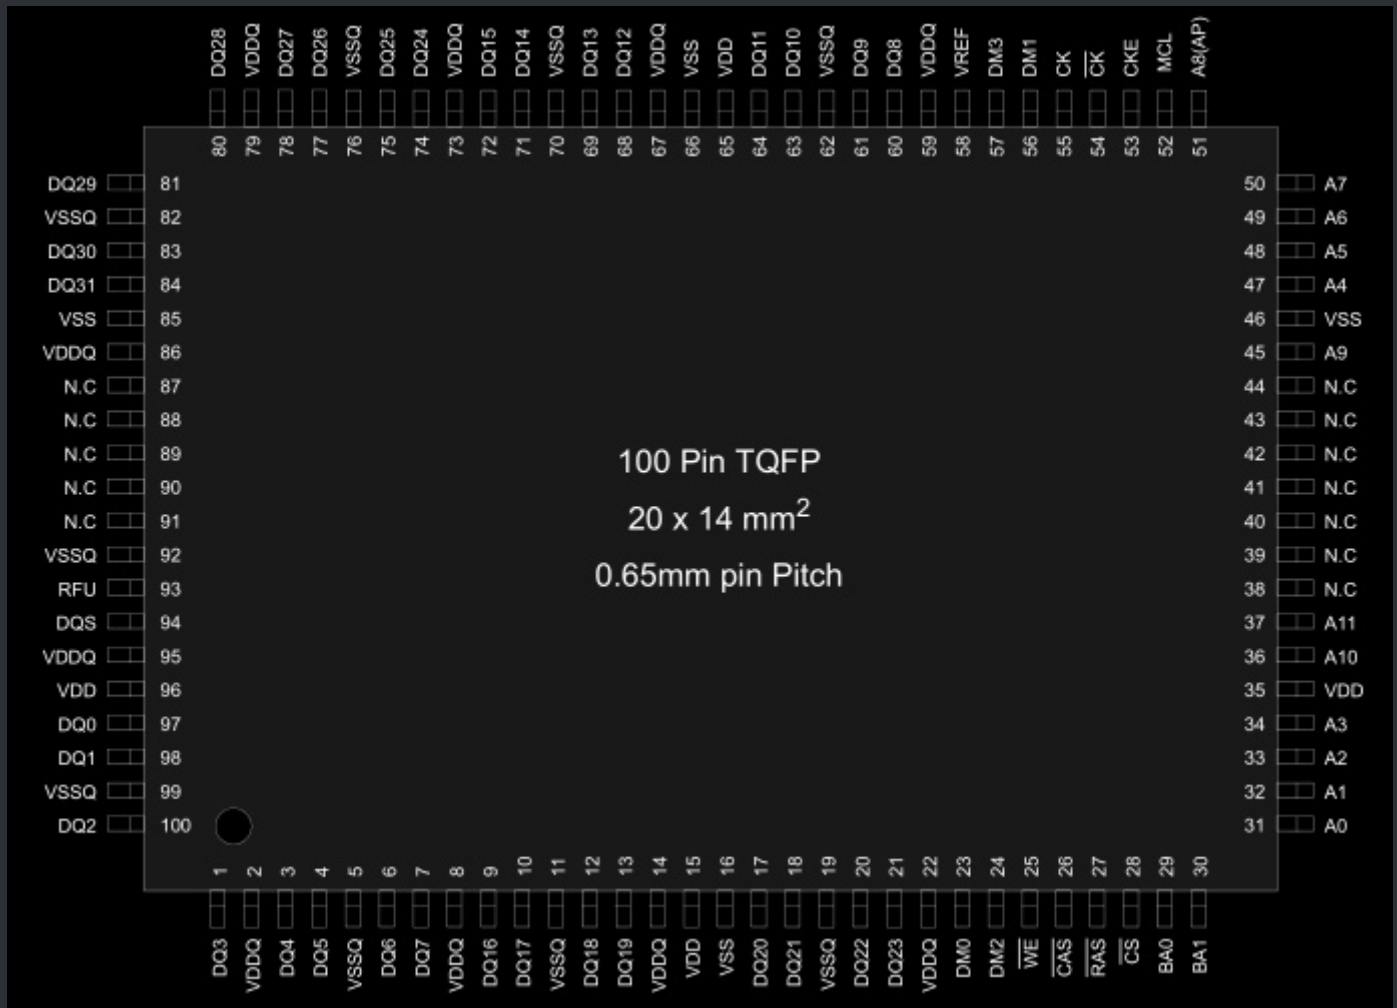 DQ28 VDDQ DQ27 DQ26 VSSQ DQ25 DQ24 VDDQ DQ15 DQ14 VSSQ DQ13 DQ12 VDDQ VSS VDD DQ11 DQ10 VSSQ DQ9 DQ8 VDDQ VREF DM3 DM1 CK C̅K̅ CKE MCL A8(AP)
80 79 78 77 76 75 74 73 72 71 70 69 68 67 66 65 64 63 62 61 60 59 58 57 56 55 54 53 52 51
DQ29 81 50 A7
VSSQ 82 49 A6
DQ30 83 48 A5
DQ31 84 47 A4
VSS 85 46 VSS
VDDQ 86 45 A9
N.C 87 44 N.C
N.C 88 43 N.C
N.C 89 42 N.C
N.C 90 41 N.C
N.C 91 40 N.C
VSSQ 92 39 N.C
RFU 93 38 N.C
DQS 94 37 A11
VDDQ 95 36 A10
VDD 96 35 VDD
DQ0 97 34 A3
DQ1 98 33 A2
VSSQ 99 32 A1
DQ2 100 31 A0
100 Pin TQFP
20 x 14 mm²
0.65mm pin Pitch
1 2 3 4 5 6 7 8 9 10 11 12 13 14 15 16 17 18 19 20 21 22 23 24 25 26 27 28 29 30
DQ3 VDDQ DQ4 DQ5 VSSQ DQ6 DQ7 VDDQ DQ16 DQ17 VSSQ DQ18 DQ19 VDDQ VDD VSS DQ20 DQ21 VSSQ DQ22 DQ23 VDDQ DM0 DM2 W̅E̅ C̅A̅S̅ R̅A̅S̅ C̅S̅ BA0 BA1